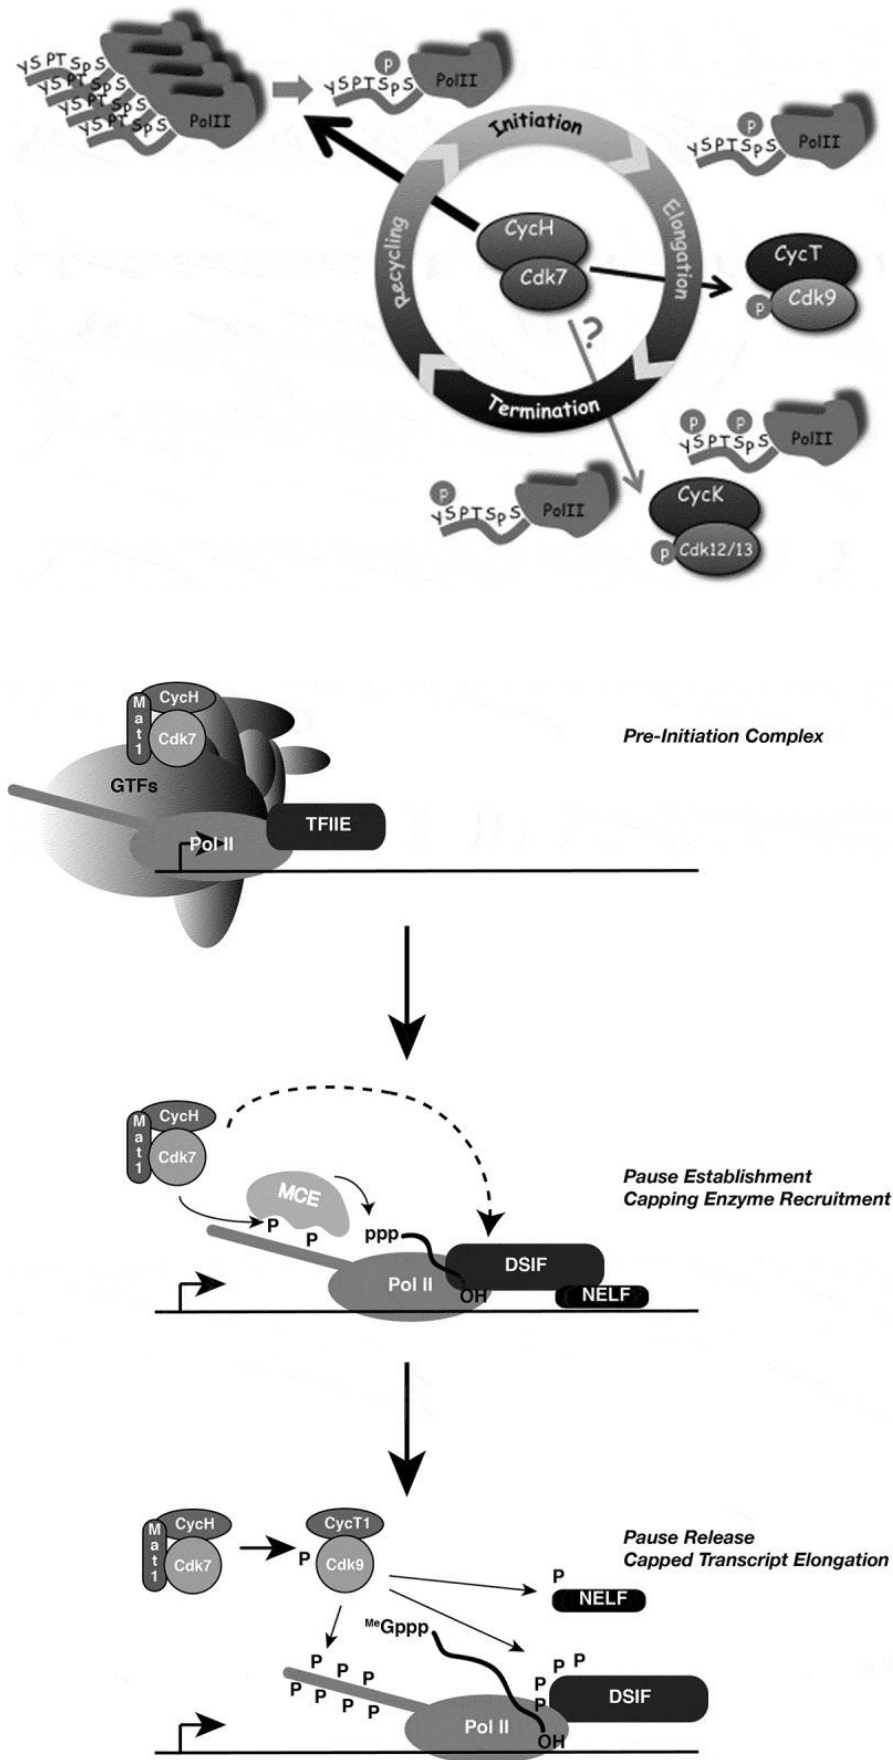 YSPTSPS
YSPTSPS
YSPTSPS
YSPTSPS
PolII
P
YSPTSPS
PolII
Initiation
Elongation
Termination
Recycling
P
YSPTSPS
PolII
CycH
Cdk7
CycT
Cdk9
P
?
P P
YSPTSPS
PolII
P
YSPTSPS
PolII
CycK
Cdk12/13
P
CycH
Mat1
Cdk7
GTFs
Pol II
TFIIE
Pre-Initiation Complex
CycH
Mat1
Cdk7
MCE
P
P
ppp
Pol II
OH
DSIF
NELF
Pause Establishment
Capping Enzyme Recruitment
CycH
Mat1
Cdk7
CycT1
P
Cdk9
P
NELF
Pause Release
Capped Transcript Elongation
MeGppp
P P P
P P P P
P P
P
P
DSIF
Pol II
OH